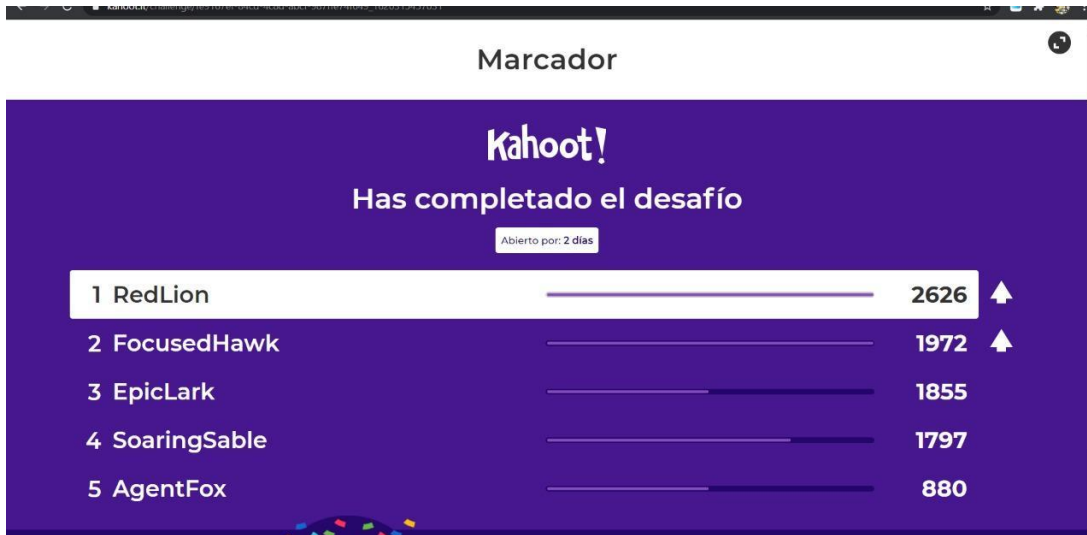 Marcador
Kahoot!
Has completado el desafío
Abierto por: 2 días
1 RedLion 2626
2 FocusedHawk 1972
3 EpicLark 1855
4 SoaringSable 1797
5 AgentFox 880